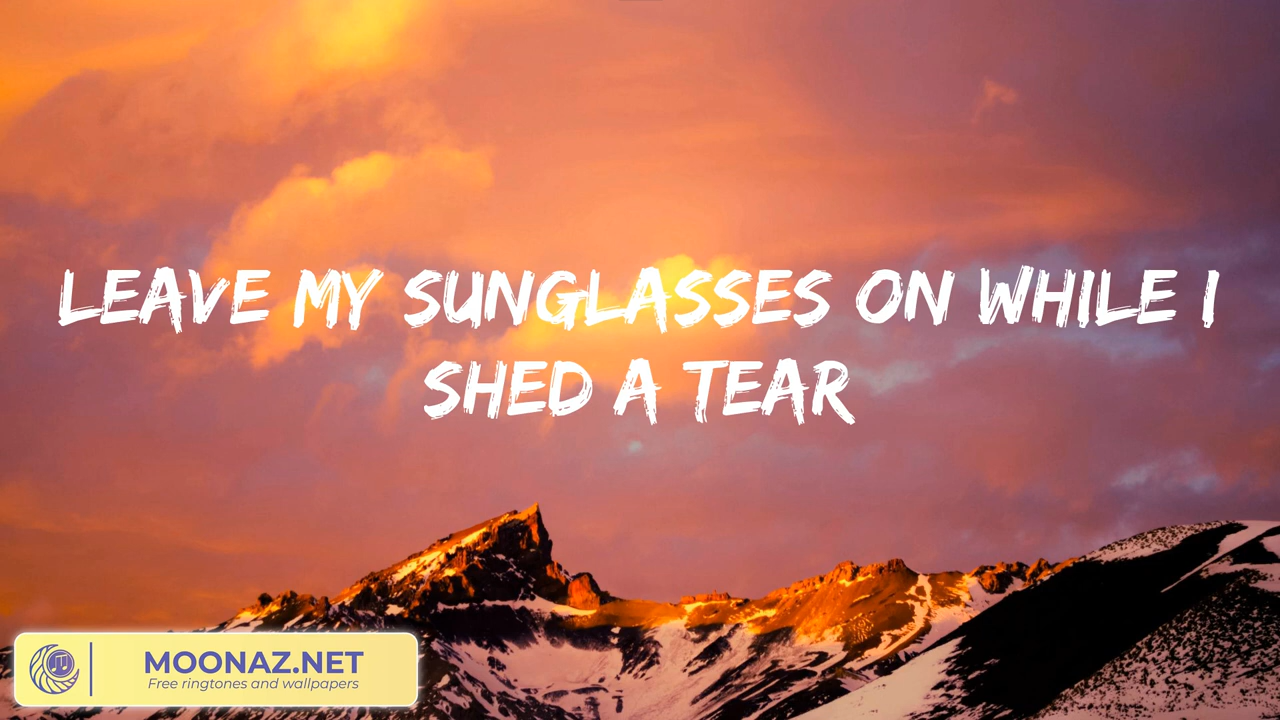 LEAVE MY SUNGLASSES ON WHILE I
SHED A TEAR
MOONAZ.NET
Free ringtones and wallpapers